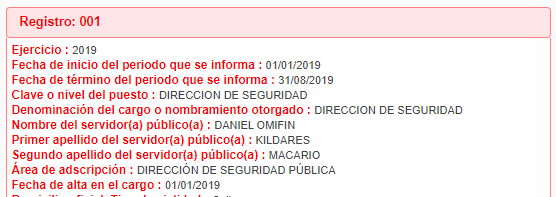 Registro: 001
Ejercicio : 2019
Fecha de inicio del periodo que se informa : 01/01/2019
Fecha de término del periodo que se informa : 31/08/2019
Clave o nivel del puesto : DIRECCION DE SEGURIDAD
Denominación del cargo o nombramiento otorgado : DIRECCION DE SEGURIDAD
Nombre del servidor(a) público(a) : DANIEL OMIFIN
Primer apellido del servidor(a) público(a) : KILDARES
Segundo apellido del servidor(a) público(a) : MACARIO
Área de adscripción : DIRECCIÓN DE SEGURIDAD PÚBLICA
Fecha de alta en el cargo : 01/01/2019